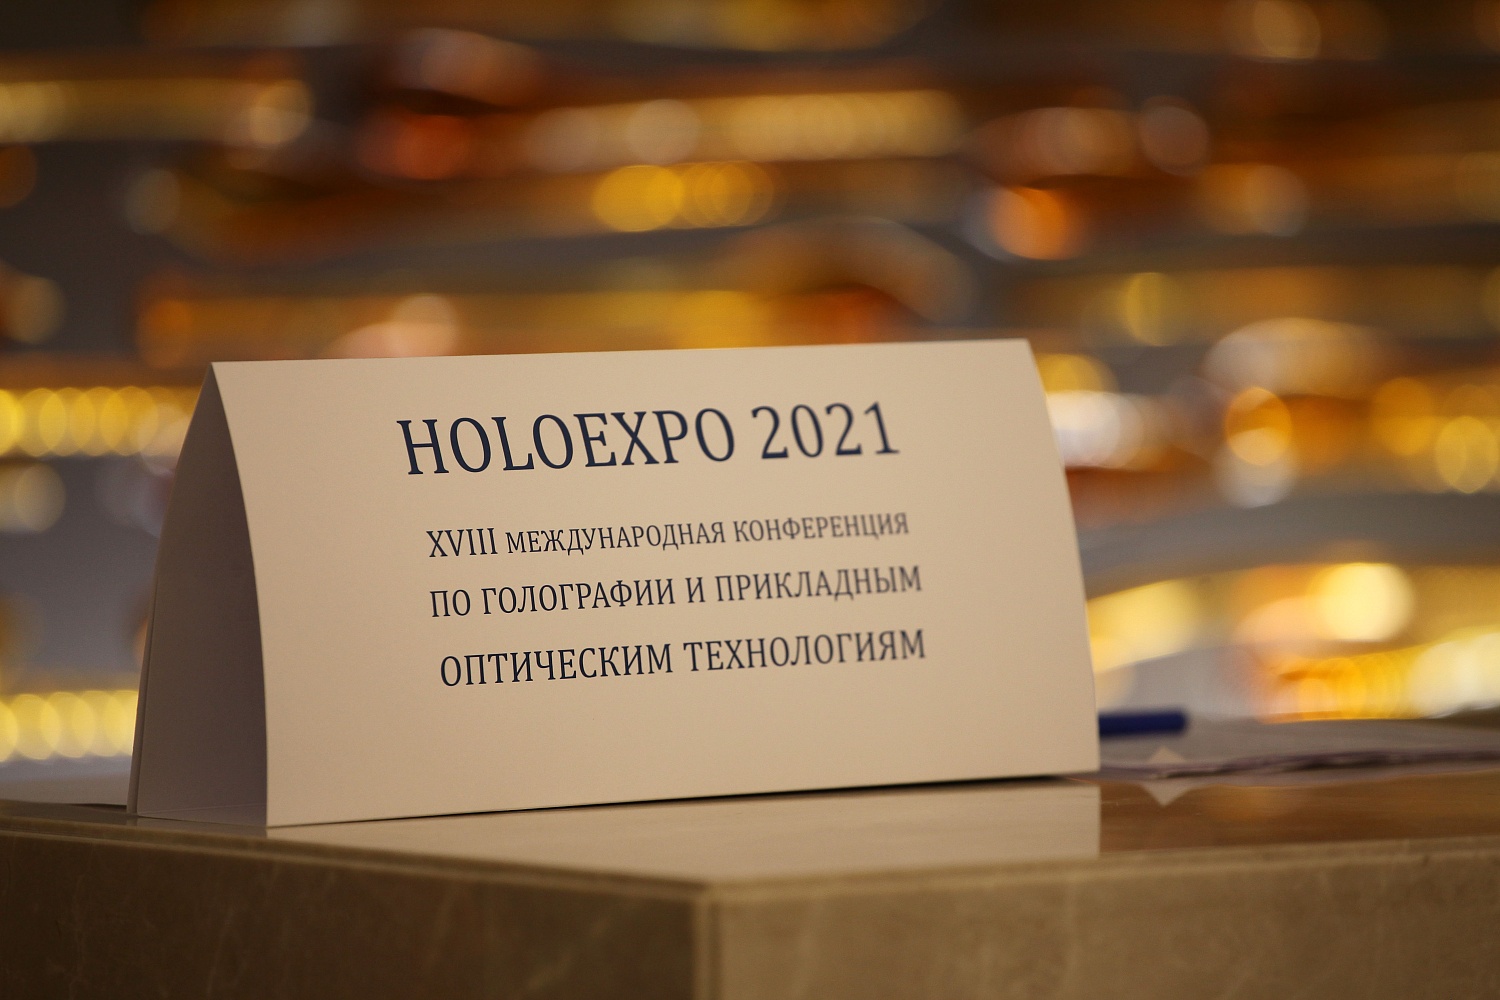 HOLOEXPO 2021
XVIII МЕЖДУНАРОДНАЯ КОНФЕРЕНЦИЯ
ПО ГОЛОГРАФИИ И ПРИКЛАДНЫМ
ОПТИЧЕСКИМ ТЕХНОЛОГИЯМ